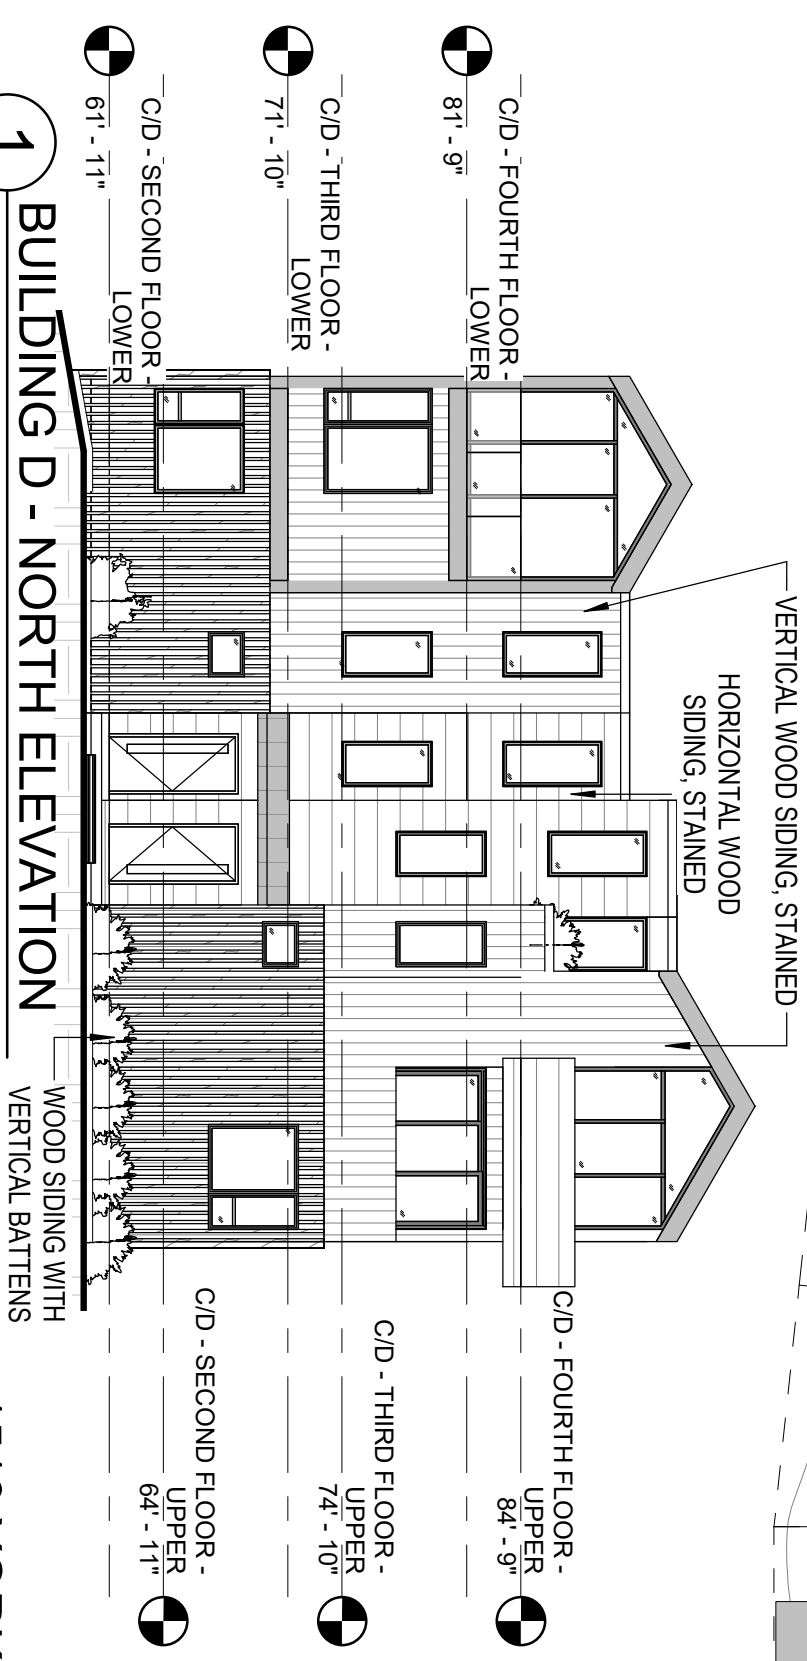 VERTICAL WOOD SIDING, STAINED
HORIZONTAL WOOD
SIDING, STAINED
C/D - FOURTH FLOOR -
LOWER
81' - 9"
C/D - THIRD FLOOR -
LOWER
71' - 10"
C/D - SECOND FLOOR -
LOWER
61' - 11"
C/D - FOURTH FLOOR -
UPPER
84' - 9"
C/D - THIRD FLOOR -
UPPER
74' - 10"
C/D - SECOND FLOOR -
UPPER
64' - 11"
WOOD SIDING WITH
VERTICAL BATTENS
1
BUILDING D - NORTH ELEVATION